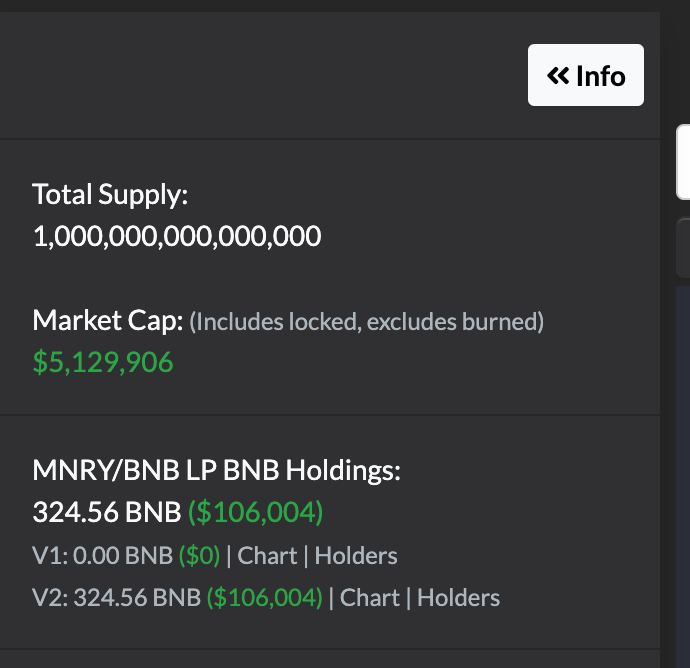 « Info
Total Supply:
1,000,000,000,000,000
Market Cap: (Includes locked, excludes burned)
$5,129,906
MNRY/BNB LP BNB Holdings:
324.56 BNB ($106,004)
V1: 0.00 BNB ($0) | Chart | Holders
V2: 324.56 BNB ($106,004) | Chart | Holders